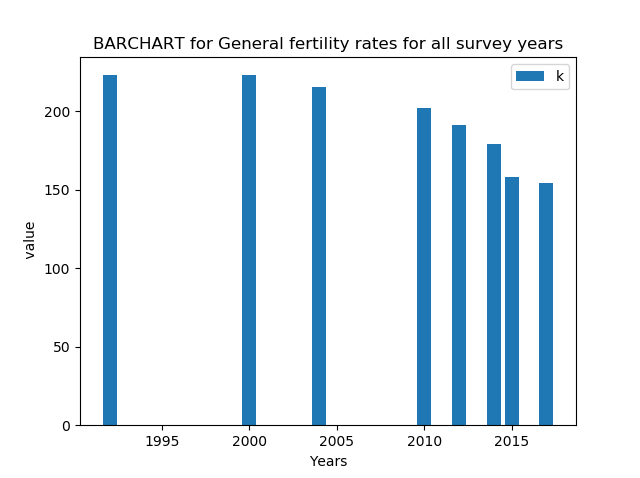 BARCHART for General fertility rates for all survey years
k
value
200
150
100
50
0
1995 2000 2005 2010 2015
Years